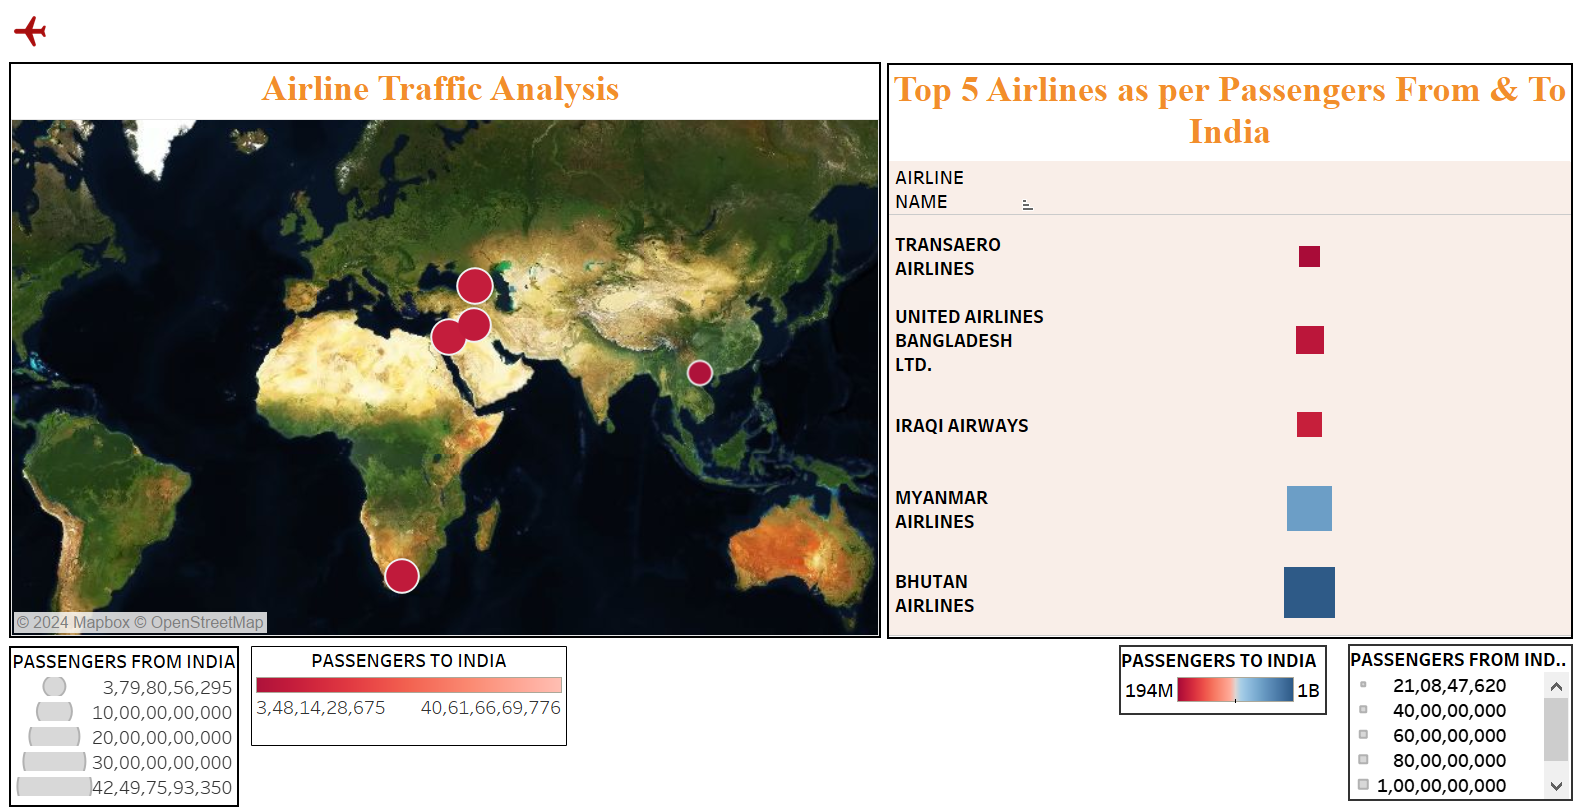 Airline Traffic Analysis
© 2024 Mapbox © OpenStreetMap
Top 5 Airlines as per Passengers From & To
India
AIRLINE
NAME
TRANSAERO
AIRLINES
UNITED AIRLINES
BANGLADESH
LTD.
IRAQI AIRWAYS
MYANMAR
AIRLINES
BHUTAN
AIRLINES
PASSENGERS FROM INDIA
3,79,80,56,295
10,00,00,00,000
20,00,00,00,000
30,00,00,00,000
42,49,75,93,350
PASSENGERS TO INDIA
3,48,14,28,675 40,61,66,69,776
PASSENGERS TO INDIA
194M 1B
PASSENGERS FROM IND..
21,08,47,620
40,00,00,000
60,00,00,000
80,00,00,000
1,00,00,00,000